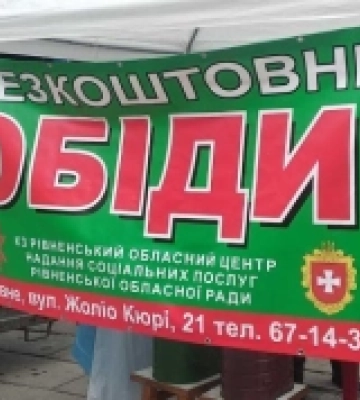 ЕЗКОШТОВНІ
ОБІДИ
КЗ РІВНЕНСЬКИЙ ОБЛАСНИЙ ЦЕНТР
НАДАННЯ СОЦІАЛЬНИХ ПОСЛУГ
РІВНЕНСЬКОЇ ОБЛАСНОЇ РАДИ
вне, вул. Жоліо Кюрі, 21 тел. 67-14-3